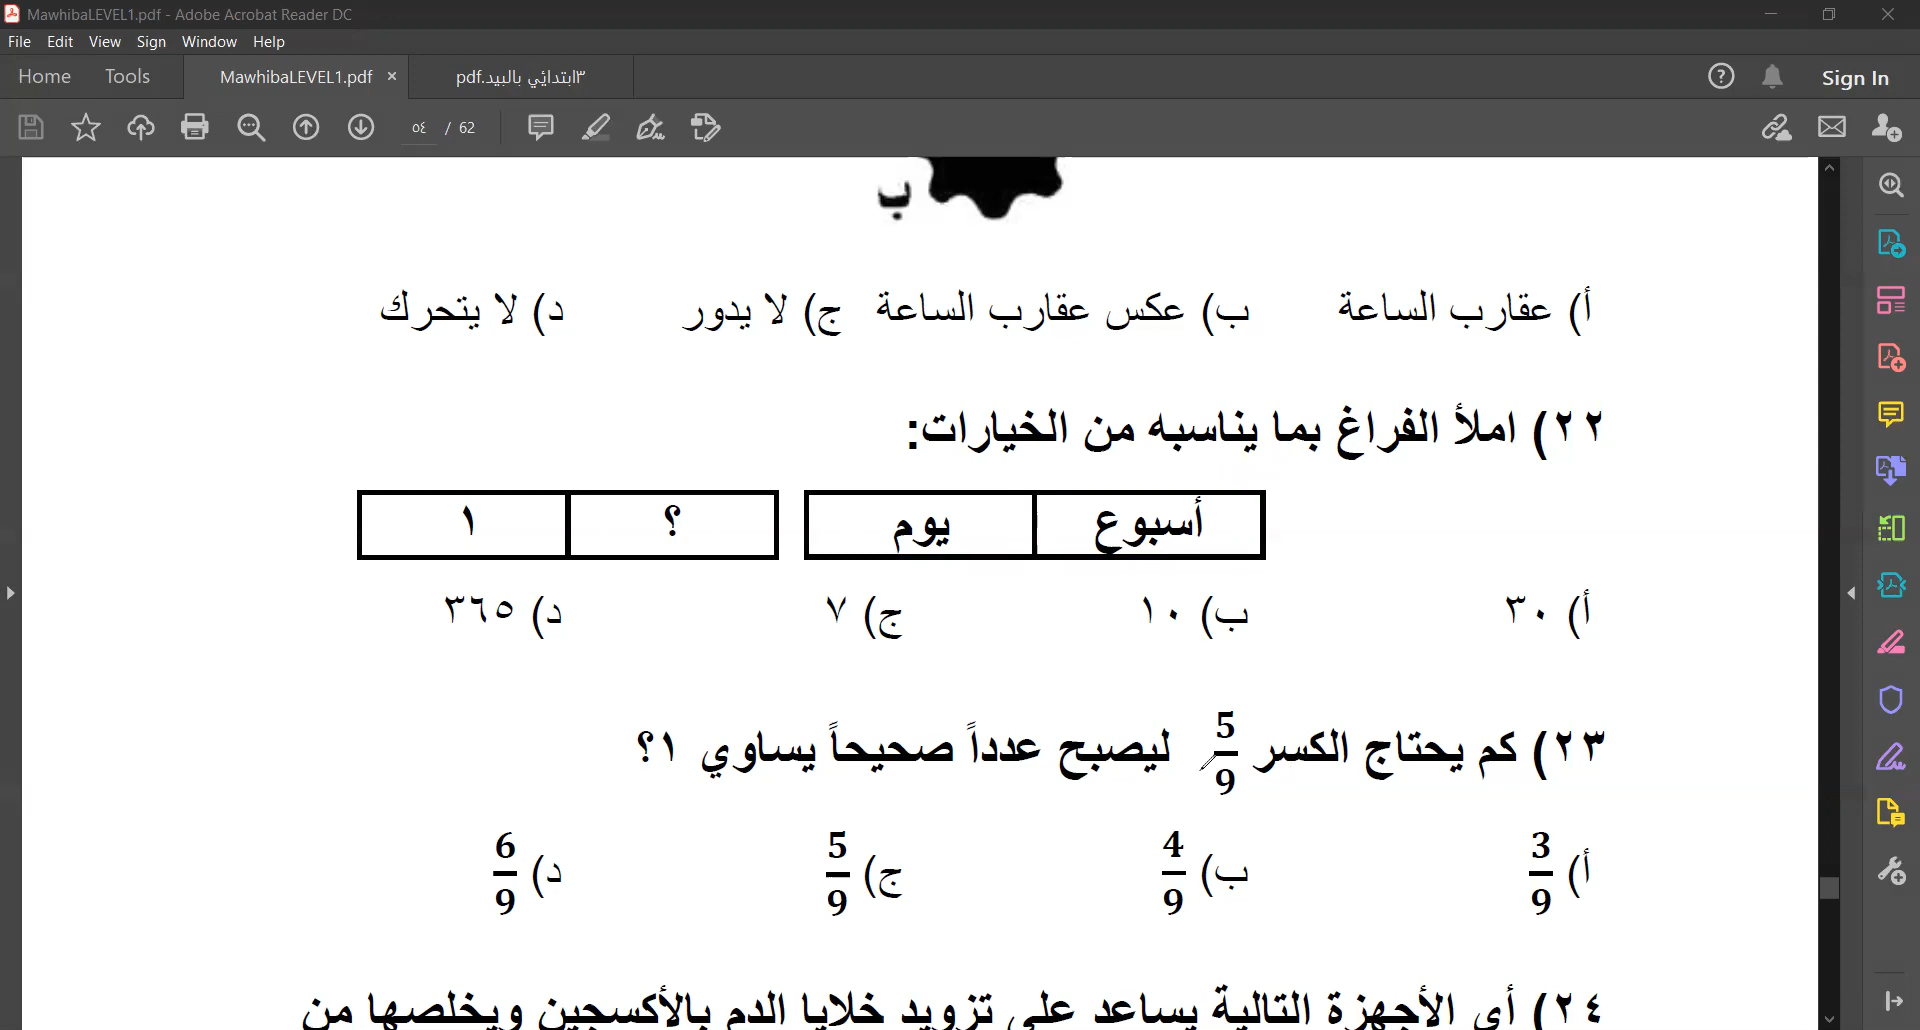 MawhibaLEVEL1.pdf - Adobe Acrobat Reader DC
File Edit View Sign Window Help
Home Tools MawhibaLEVEL1.pdf × ٣ابتدائي بالبيد.pdf Sign In
٥٤ / 62
ب
أ) عقارب الساعة ب) عكس عقارب الساعة ج) لا يدور د) لا يتحرك
٢٢) املأ الفراغ بما يناسبه من الخيارات:
أسبوع يوم ؟ ١
أ) ٣٠ ب) ١٠ ج) ٧ د) ٣٦٥
٢٣) كم يحتاج الكسر 5/9 ليصبح عدداً صحيحاً يساوي ١؟
أ) 3/9 ب) 4/9 ج) 5/9 د) 6/9
٢٤) أي الأجهزة التالية يساعد على تزويد خلايا الدم بالأكسجين ويخلصها من